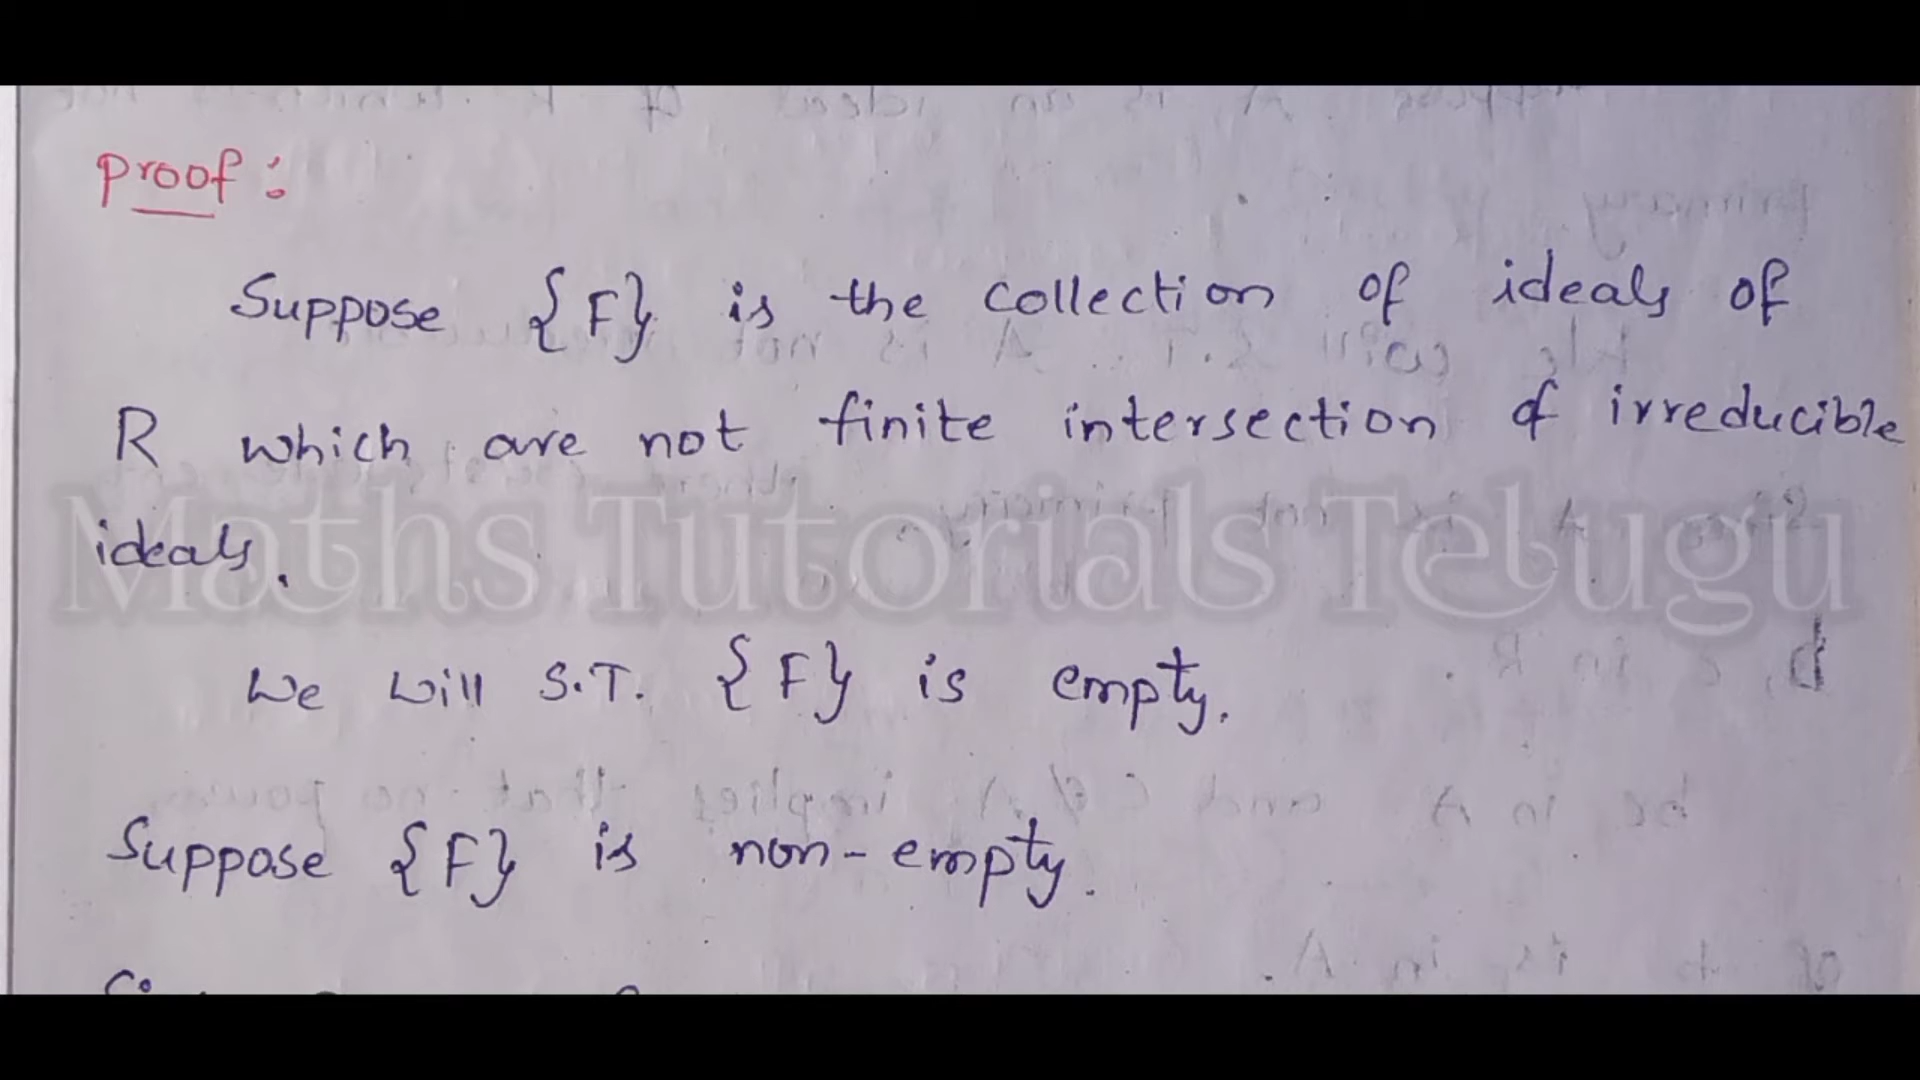 Proof:
Suppose {F} is the collection of ideals of
R which are not finite intersection of irreducible
ideals.
Maths Tutorials Telugu
We will S.T. {F} is empty.
Suppose {F} is non-empty.